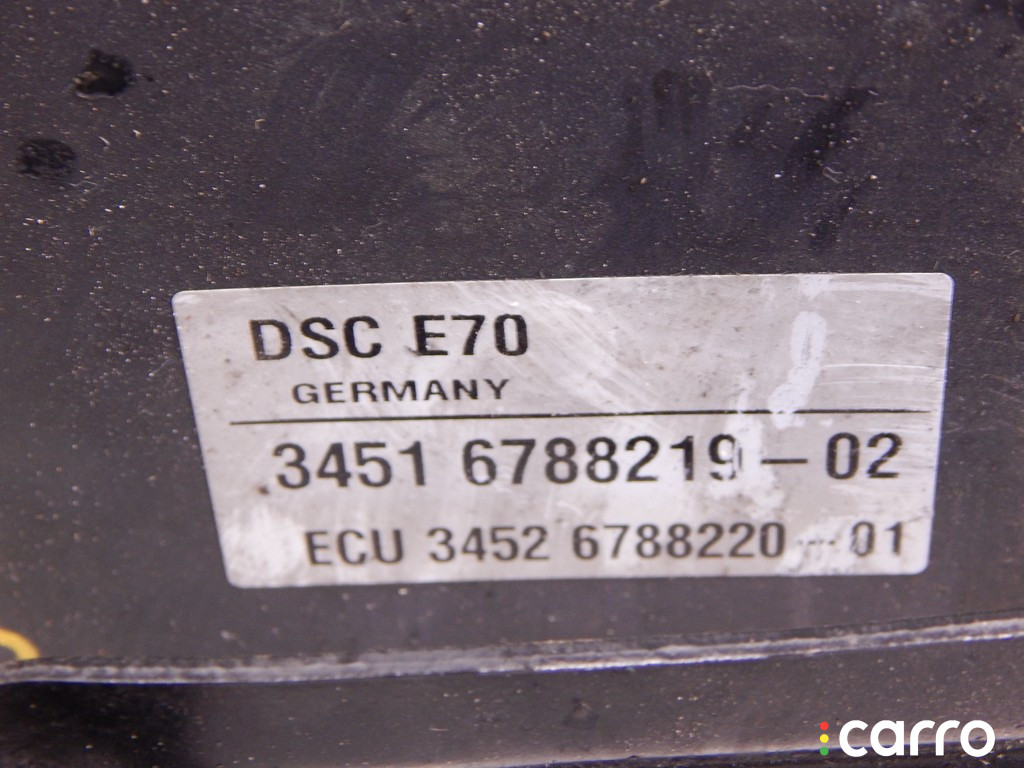 DSC E70
GERMANY
3451 6788219-02
ECU 3452 6788220-01
carro